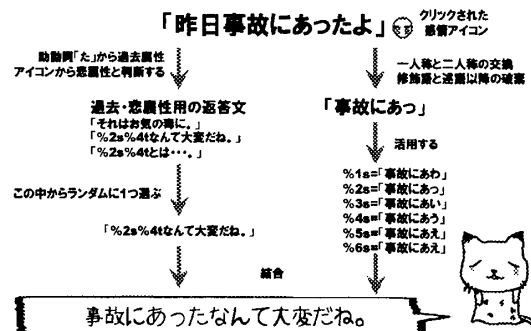 「昨日事故にあったよ」
クリックされた
感情アイコン
助動詞「た」から過去属性
アイコンから悲属性と判断する
一人称と二人称の交換
修飾語と述語以降の破棄
過去・悲属性用の返答文
「それはお気の毒に。」
「%2s%4tなんて大変だね。」
「%2s%4tとは・・・。」
「事故にあっ」
活用する
この中からランダムに1つ選ぶ
%1s=「事故にあわ」
%2s=「事故にあっ」
%3s=「事故にあい」
%4s=「事故にあう」
%5s=「事故にあえ」
%6s=「事故にあえ」
「%2s%4tなんて大変だね。」
結合
事故にあったなんて大変だね。